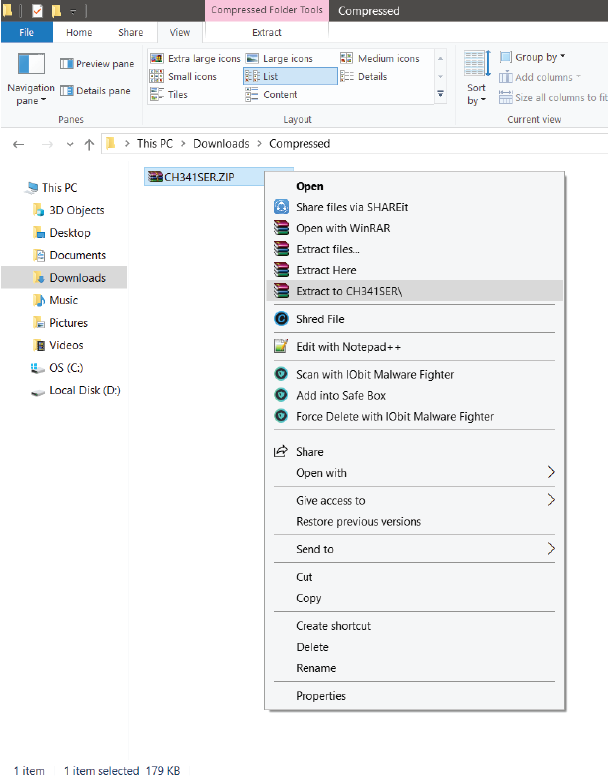 Compressed Folder Tools
Compressed
File
Home
Share
View
Extract
Navigation
pane
Preview pane
Details pane
Panes
Extra large icons
Large icons
Medium icons
Small icons
List
Details
Tiles
Content
Layout
Sort
by
Group by
Add columns
Size all columns to fit
Current view
This PC > Downloads > Compressed
This PC
3D Objects
Desktop
Documents
Downloads
Music
Pictures
Videos
OS (C:)
Local Disk (D:)
CH341SER.ZIP
Open
Share files via SHAREit
Open with WinRAR
Extract files...
Extract Here
Extract to CH341SER\
Shred File
Edit with Notepad++
Scan with IObit Malware Fighter
Add into Safe Box
Force Delete with IObit Malware Fighter
Share
Open with
Give access to
Restore previous versions
Send to
Cut
Copy
Create shortcut
Delete
Rename
Properties
1 item
1 item selected 179 KB